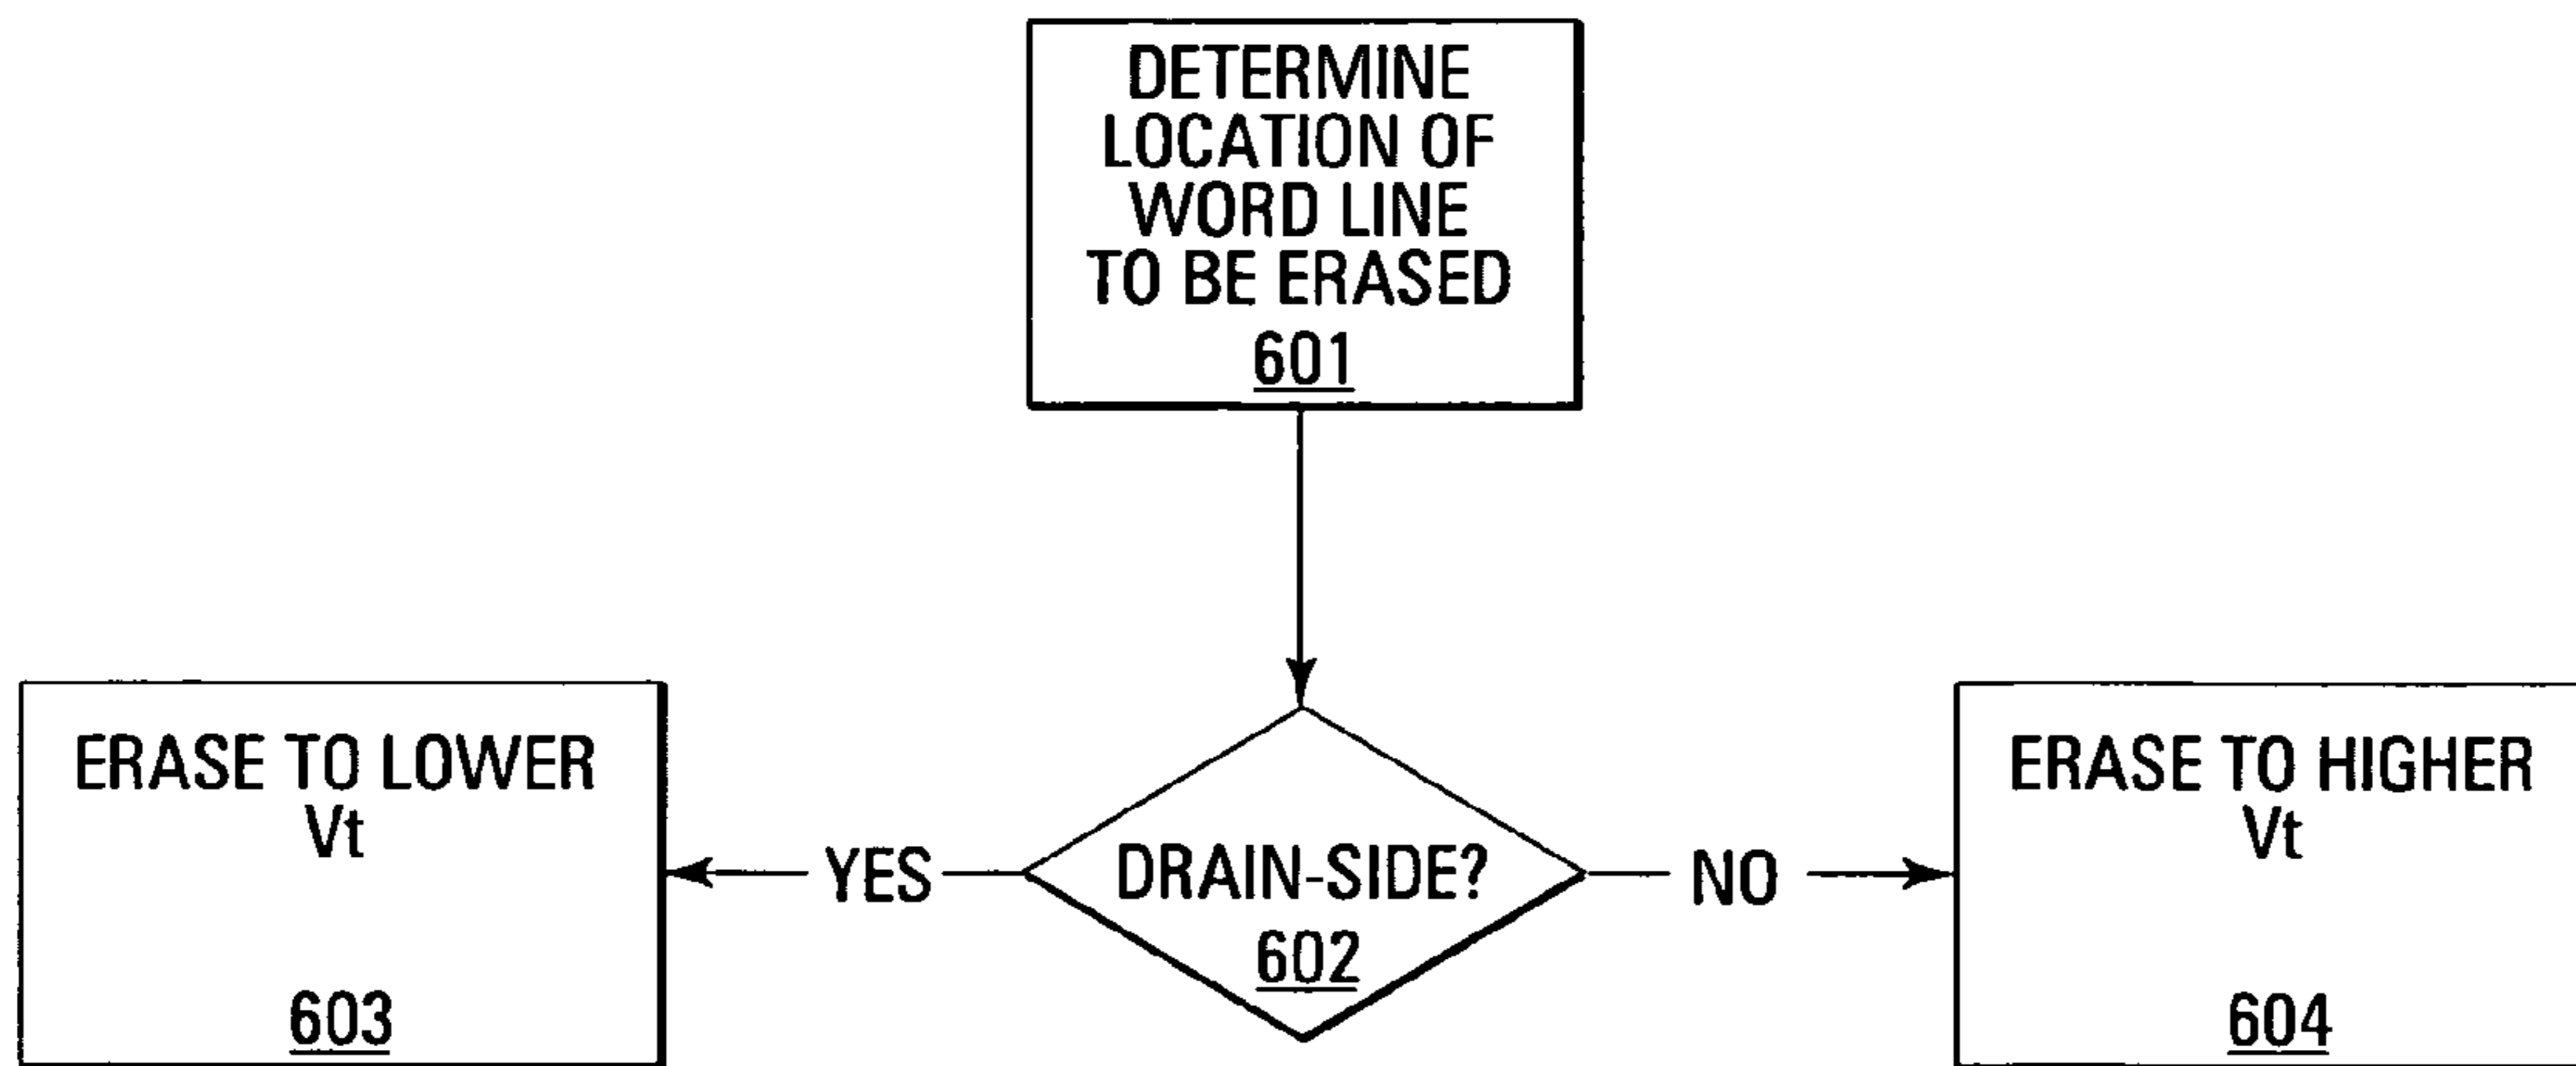 DETERMINE
LOCATION OF
WORD LINE
TO BE ERASED
601
ERASE TO LOWER
Vt
603
YES
DRAIN-SIDE?
602
NO
ERASE TO HIGHER
Vt
604